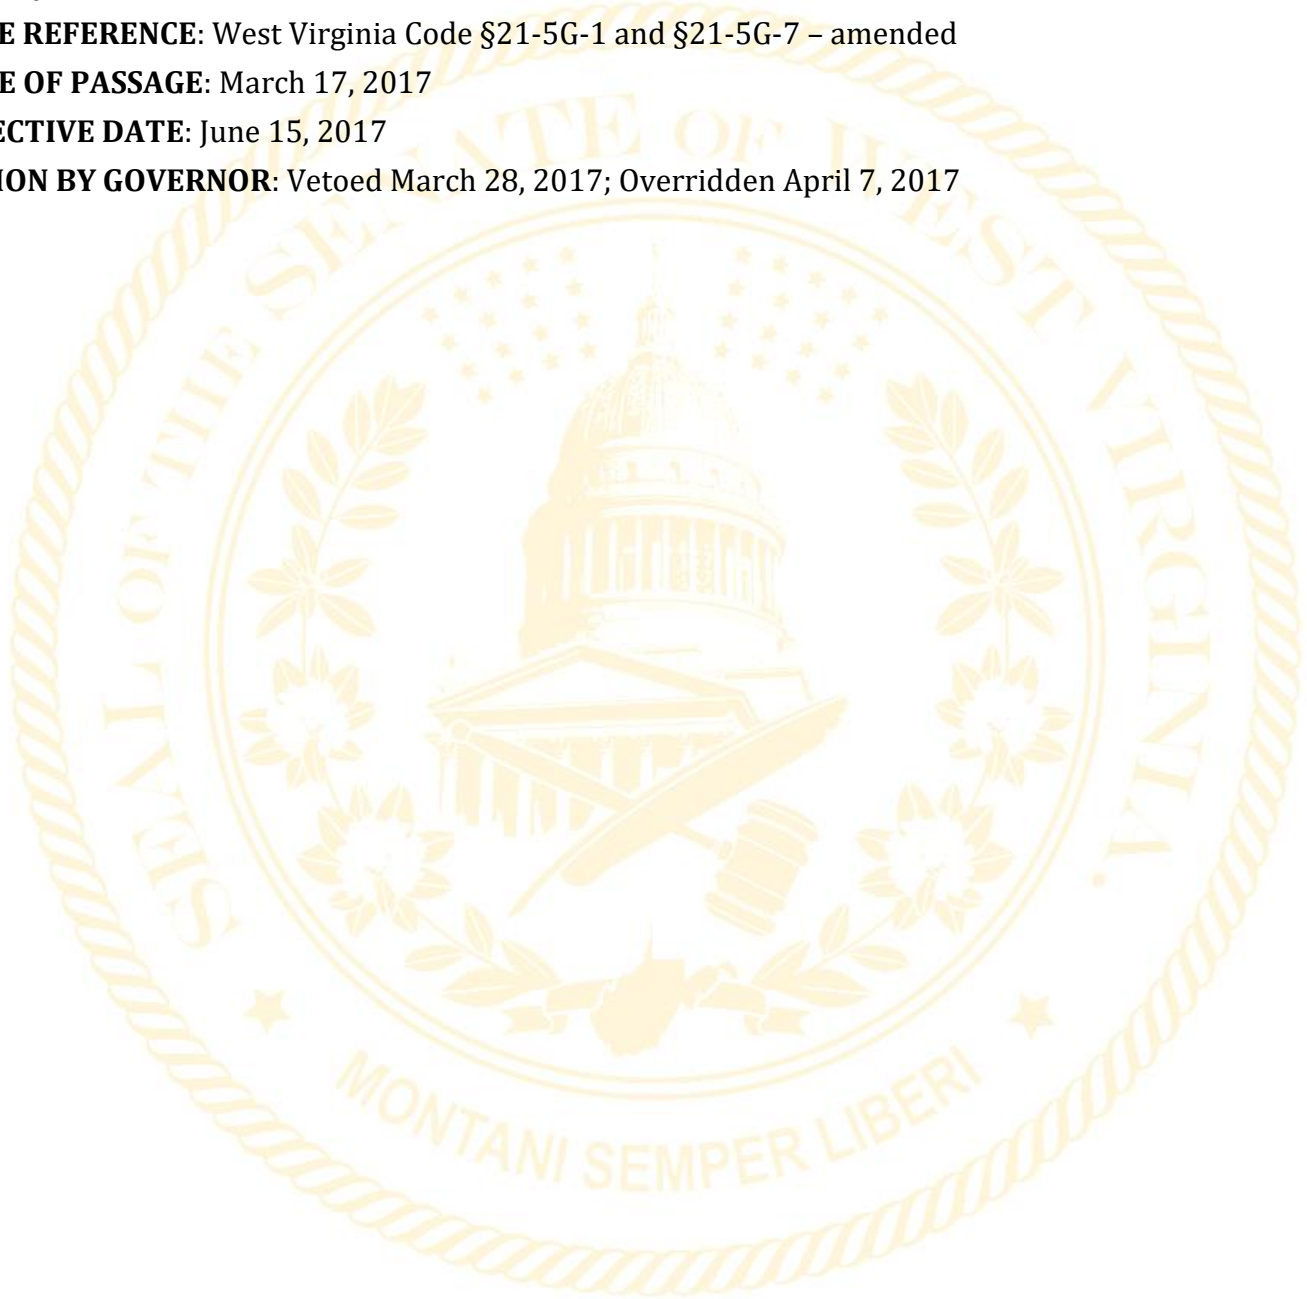 E REFERENCE: West Virginia Code §21-5G-1 and §21-5G-7 – amended
E OF PASSAGE: March 17, 2017
ECTIVE DATE: June 15, 2017
ION BY GOVERNOR: Vetoed March 28, 2017; Overridden April 7, 2017
SEAL OF THE SENATE OF WEST VIRGINIA
MONTANI SEMPER LIBERI